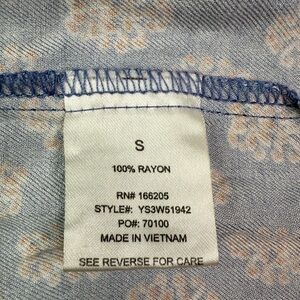 S
100% RAYON
RN# 166205
STYLE#: YS3W51942
PO#: 70100
MADE IN VIETNAM
SEE REVERSE FOR CARE